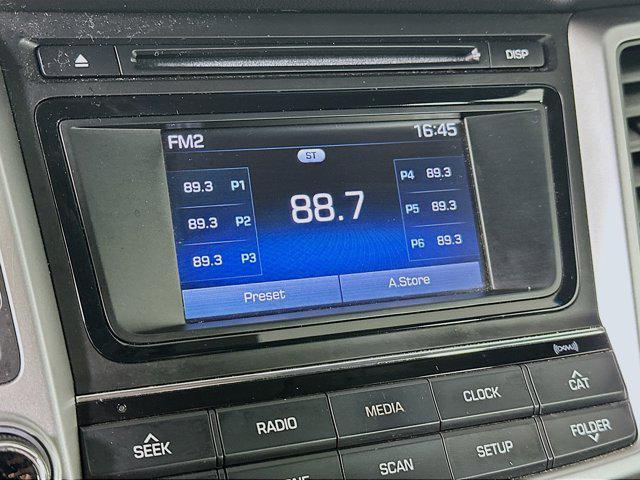 DISP
FM2 16:45
ST
89.3 P1
89.3 P2
89.3 P3
88.7
P4 89.3
P5 89.3
P6 89.3
Preset A.Store
SEEK RADIO MEDIA CLOCK CAT
SCAN SETUP FOLDER